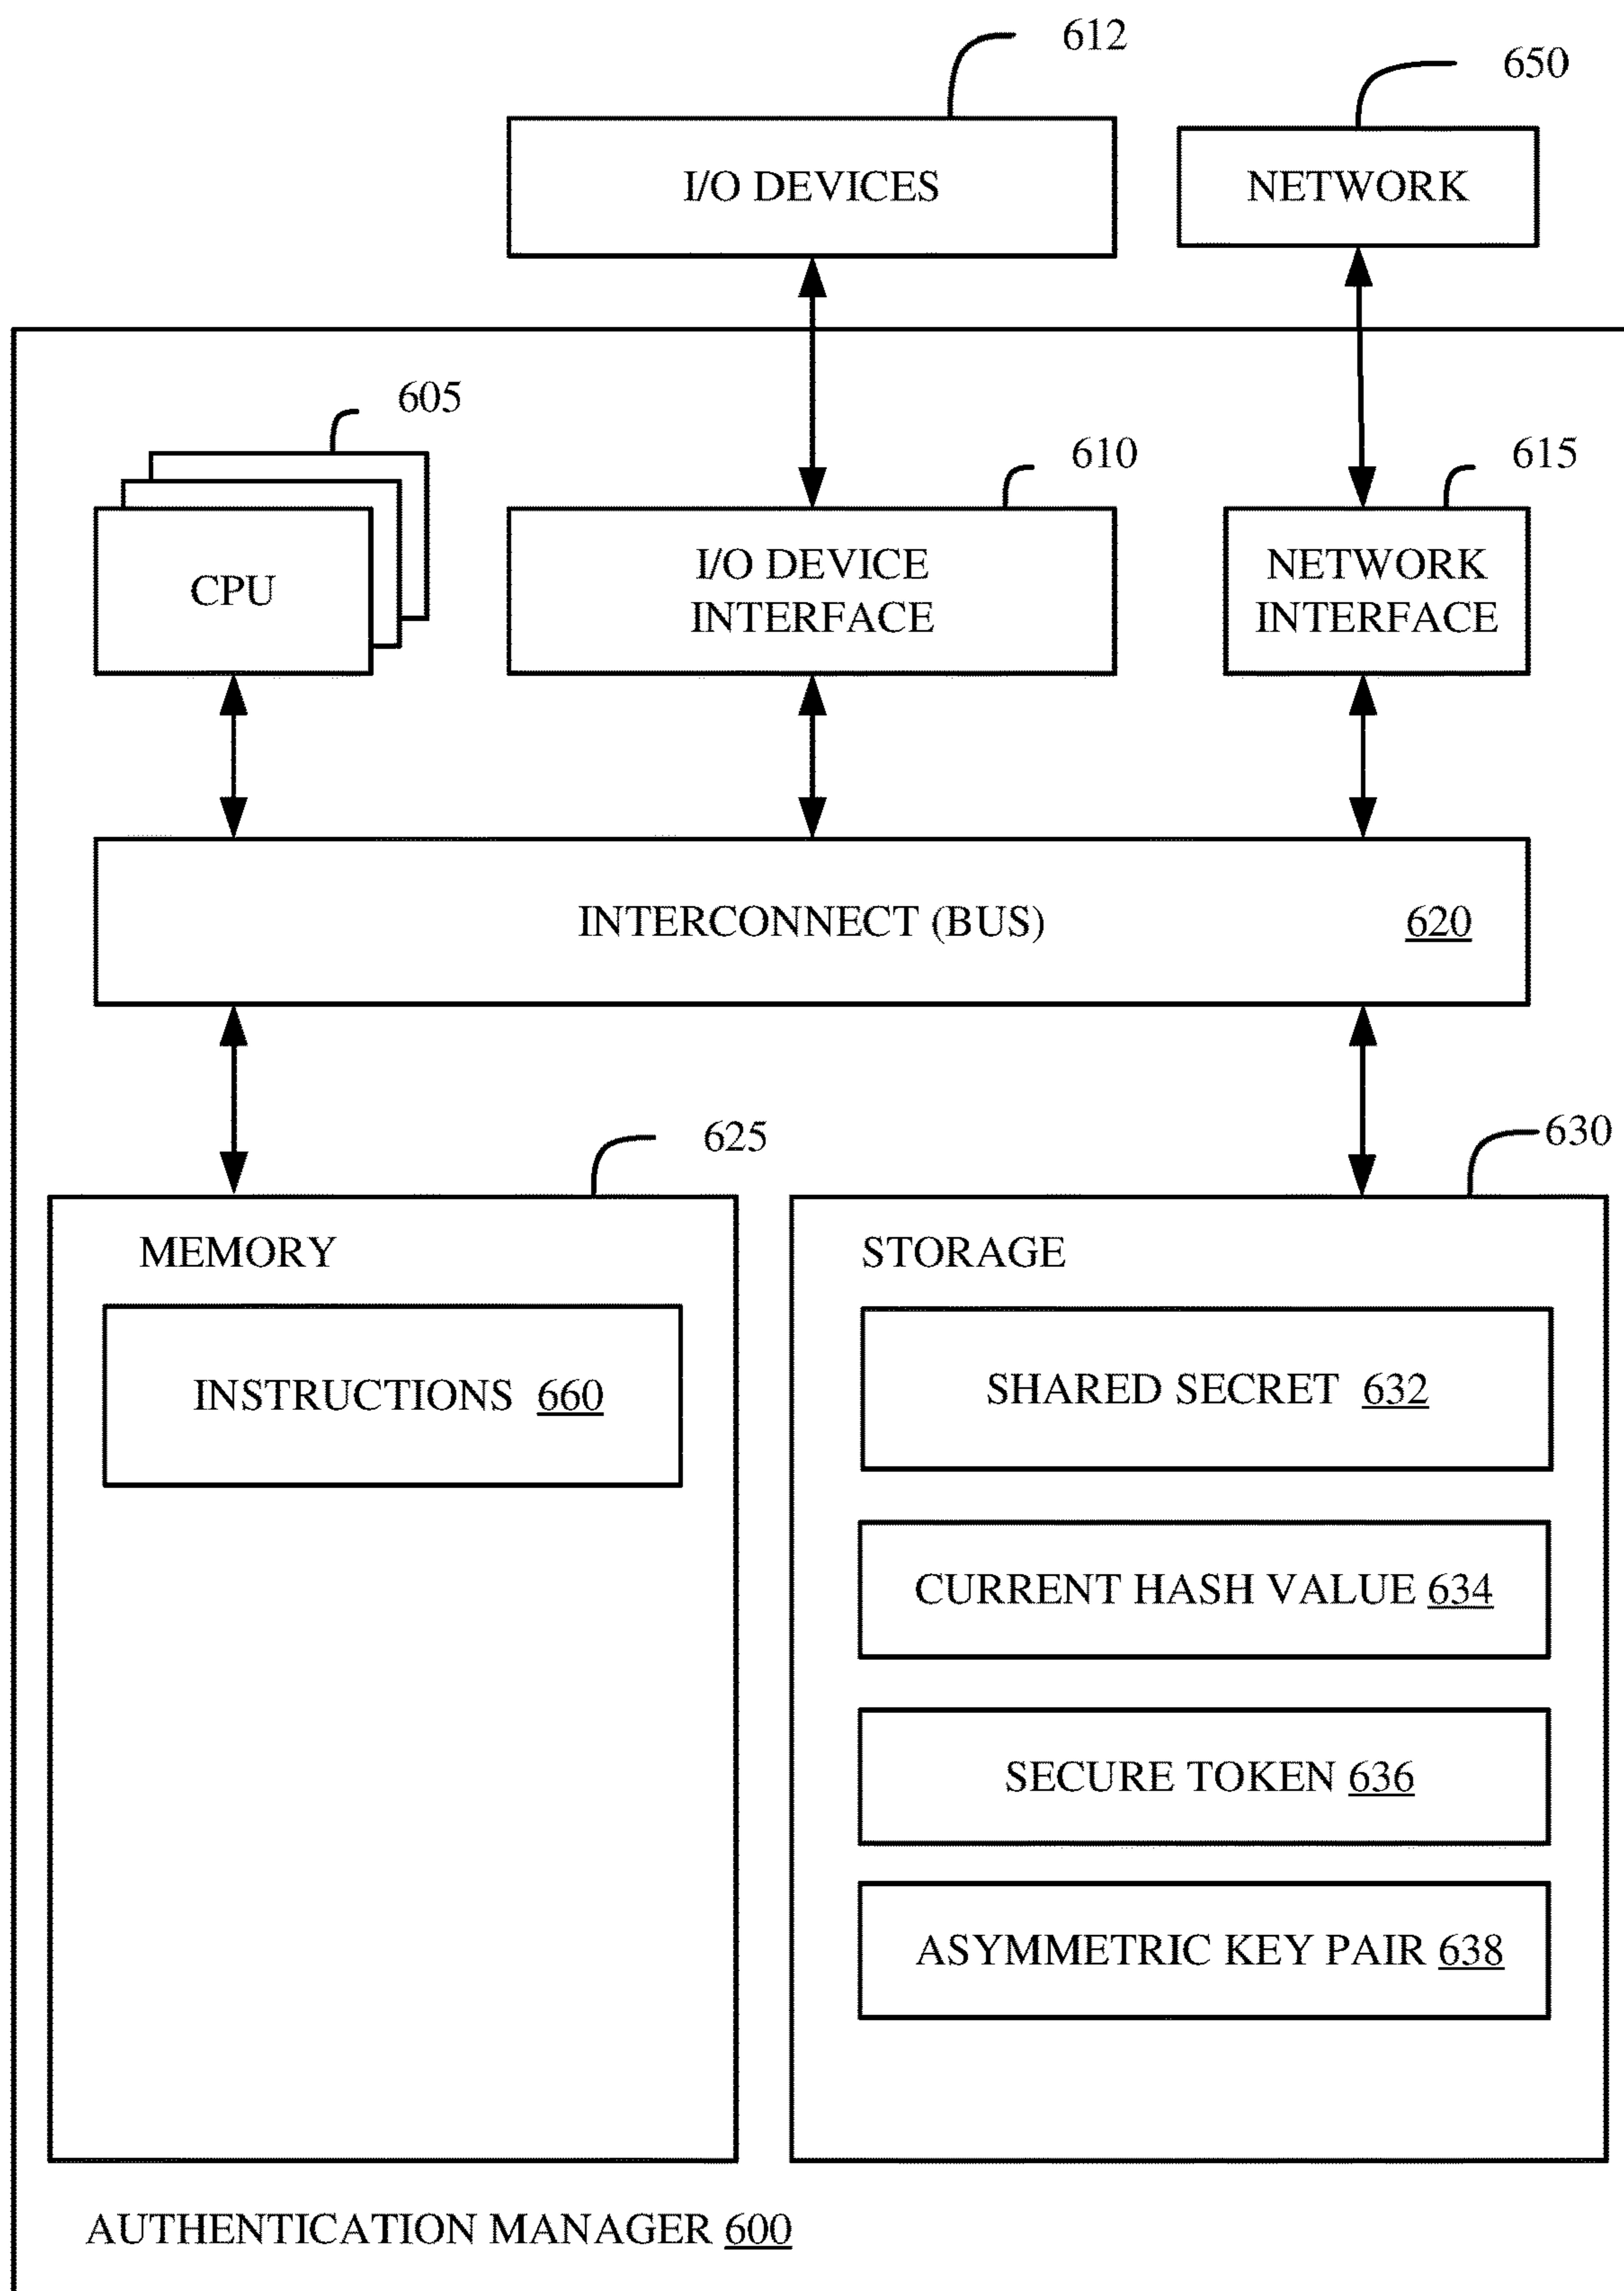 612
650
I/O DEVICES
NETWORK
605
610
615
CPU
I/O DEVICE
INTERFACE
NETWORK
INTERFACE
INTERCONNECT (BUS) 620
625
630
MEMORY
STORAGE
INSTRUCTIONS 660
SHARED SECRET 632
CURRENT HASH VALUE 634
SECURE TOKEN 636
ASYMMETRIC KEY PAIR 638
AUTHENTICATION MANAGER 600